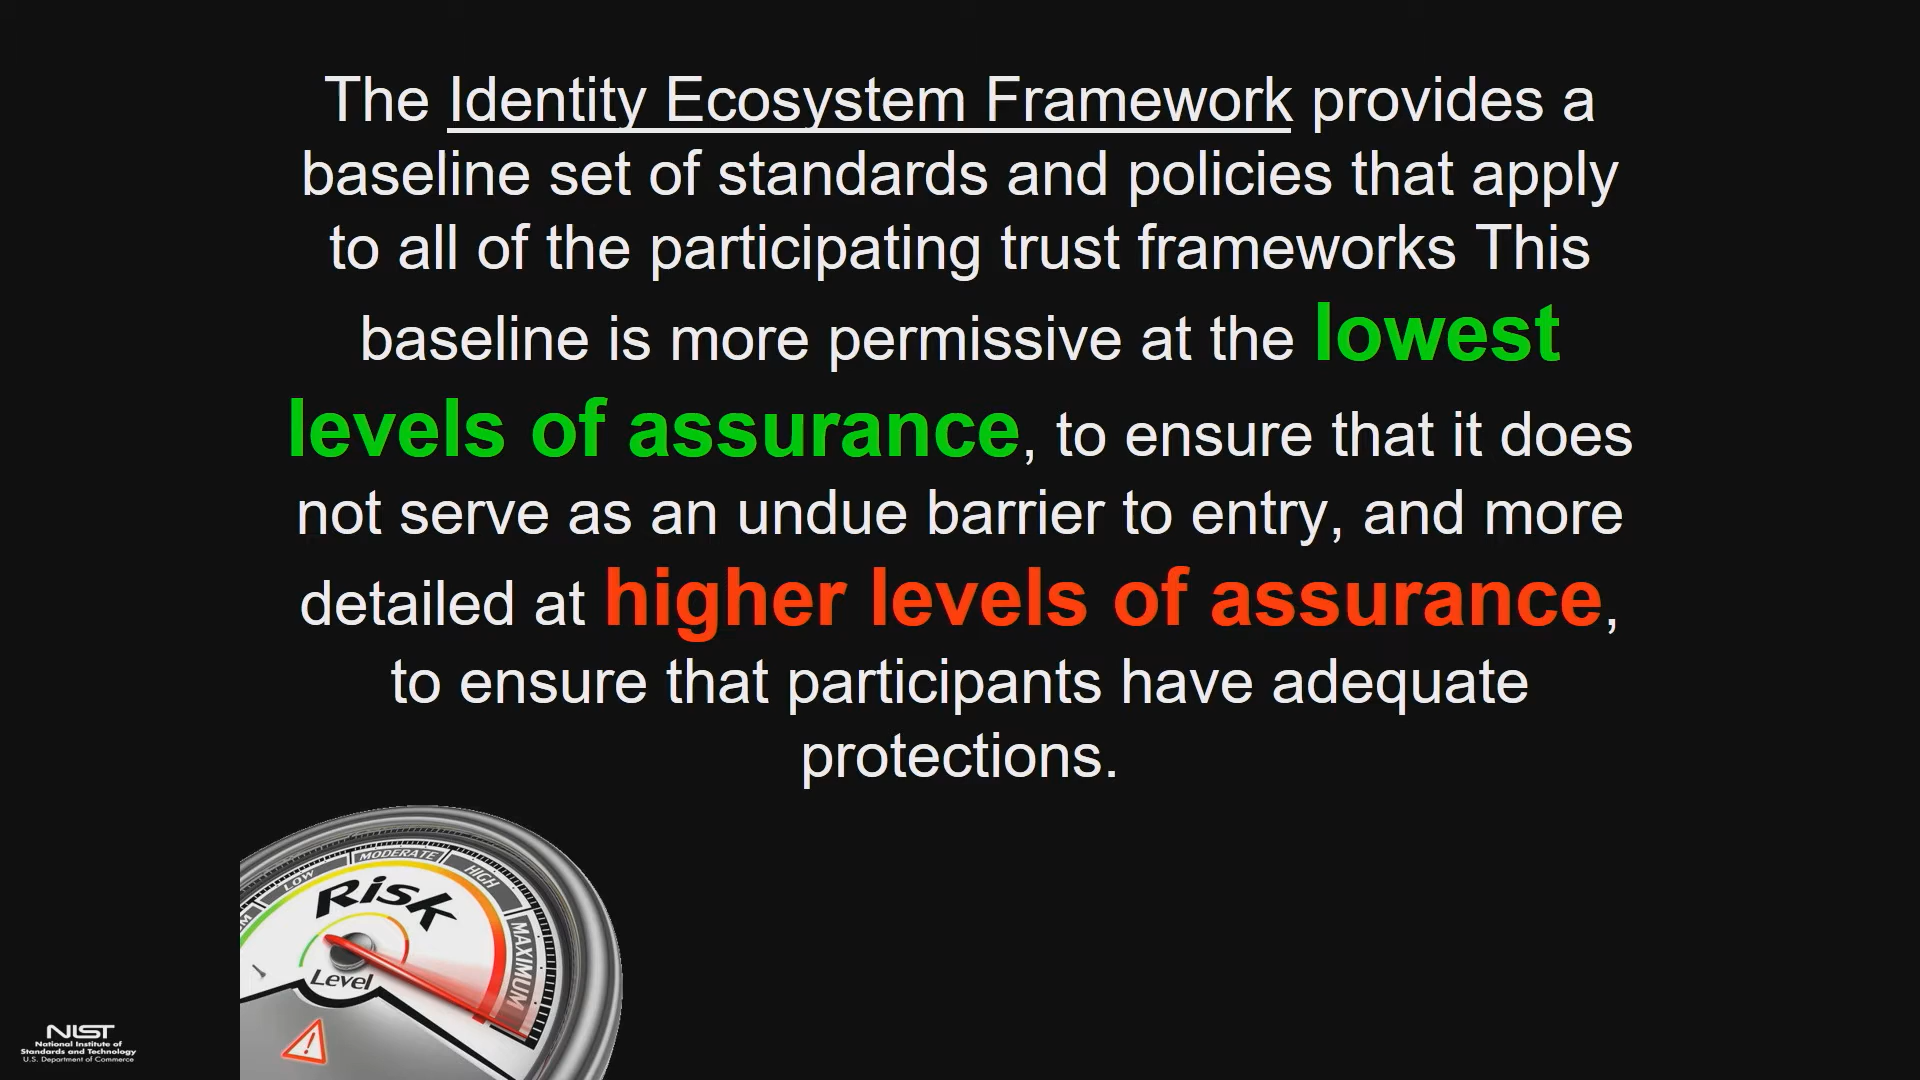 The Identity Ecosystem Framework provides a
baseline set of standards and policies that apply
to all of the participating trust frameworks This
baseline is more permissive at the lowest
levels of assurance, to ensure that it does
not serve as an undue barrier to entry, and more
detailed at higher levels of assurance,
to ensure that participants have adequate
protections.
LOW
MODERATE
HIGH
MAXIMUM
Risk
Level
NIST
National Institute of
Standards and Technology
U.S. Department of Commerce